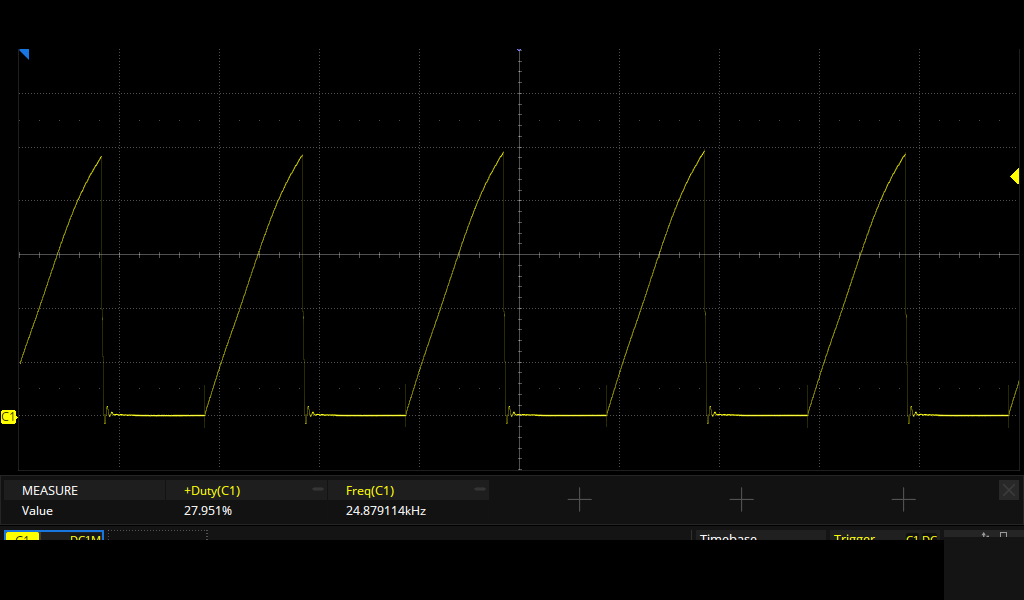 C1
MEASURE +Duty(C1) Freq(C1)
Value 27.951% 24.879114kHz
C1 DC1M Timebase Trigger C1 DC